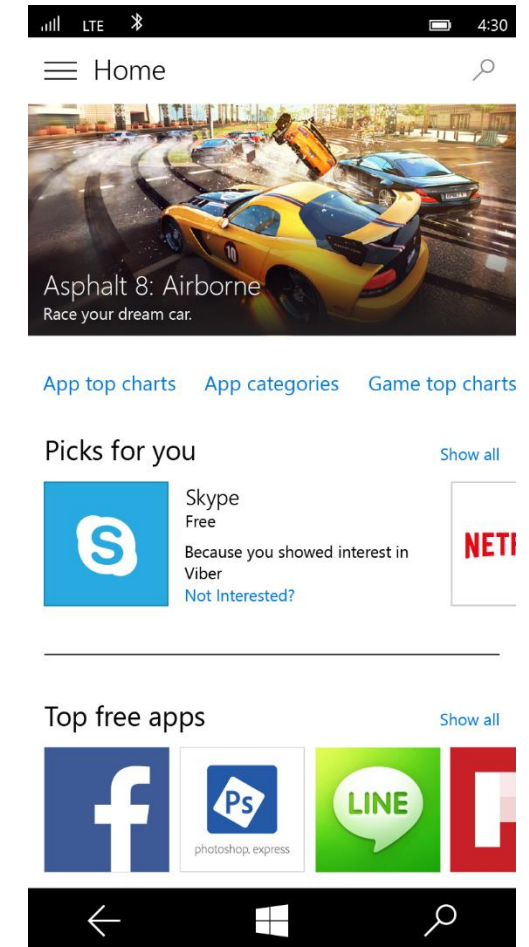 LTE 4:30
Home
10
Asphalt 8: Airborne
Race your dream car.
App top charts App categories Game top charts
Picks for you Show all
S
Skype
Free
Because you showed interest in
Viber
Not Interested?
NETF
Top free apps Show all
f
Ps
photoshop. express
LINE